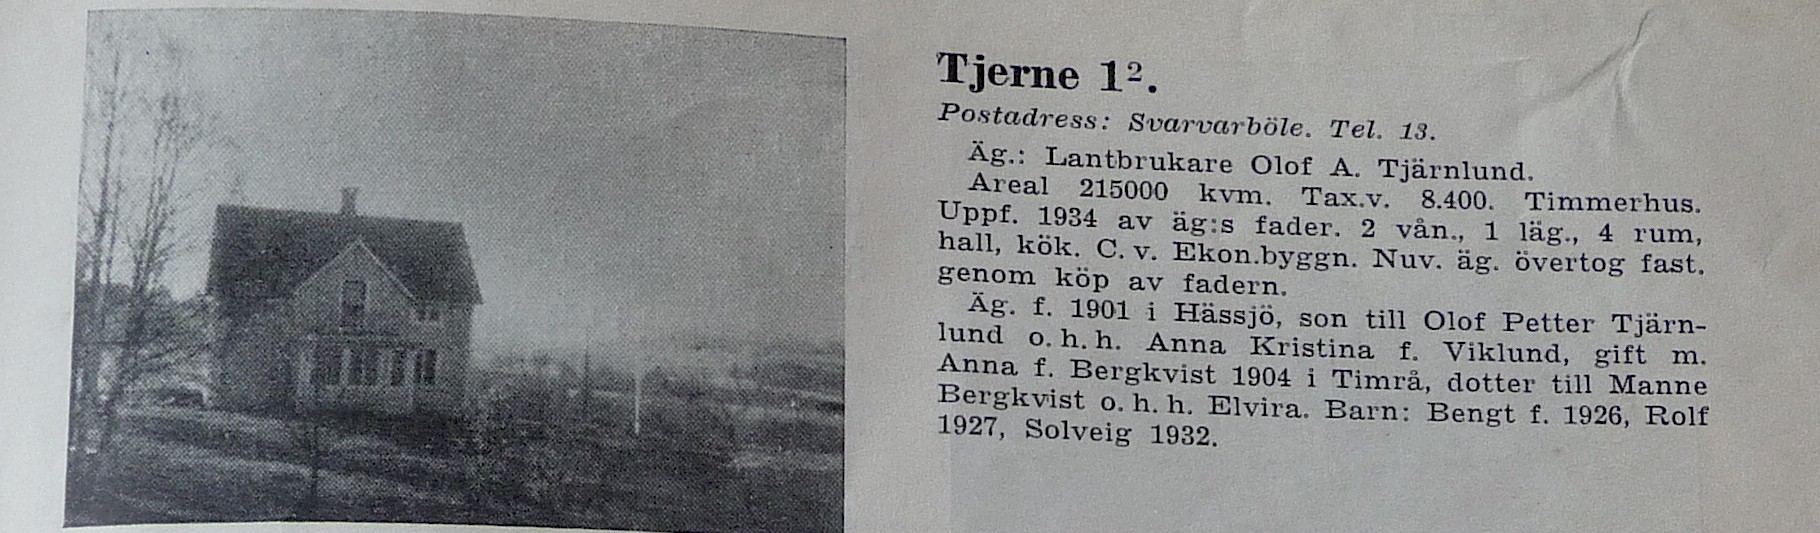 Tjerne 1².
Postadress: Svarvarböle. Tel. 13.
Äg.: Lantbrukare Olof A. Tjärnlund.
Areal 215000 kvm. Tax.v. 8.400. Timmerhus.
Uppf. 1934 av äg:s fader. 2 vån., 1 läg., 4 rum,
hall, kök. C. v. Ekon.byggn. Nuv. äg. övertog fast.
genom köp av fadern.
Äg. f. 1901 i Hässjö, son till Olof Petter Tjärn-
lund o. h. h. Anna Kristina f. Viklund, gift m.
Anna f. Bergkvist 1904 i Timrå, dotter till Manne
Bergkvist o. h. h. Elvira. Barn: Bengt f. 1926, Rolf
1927, Solveig 1932.